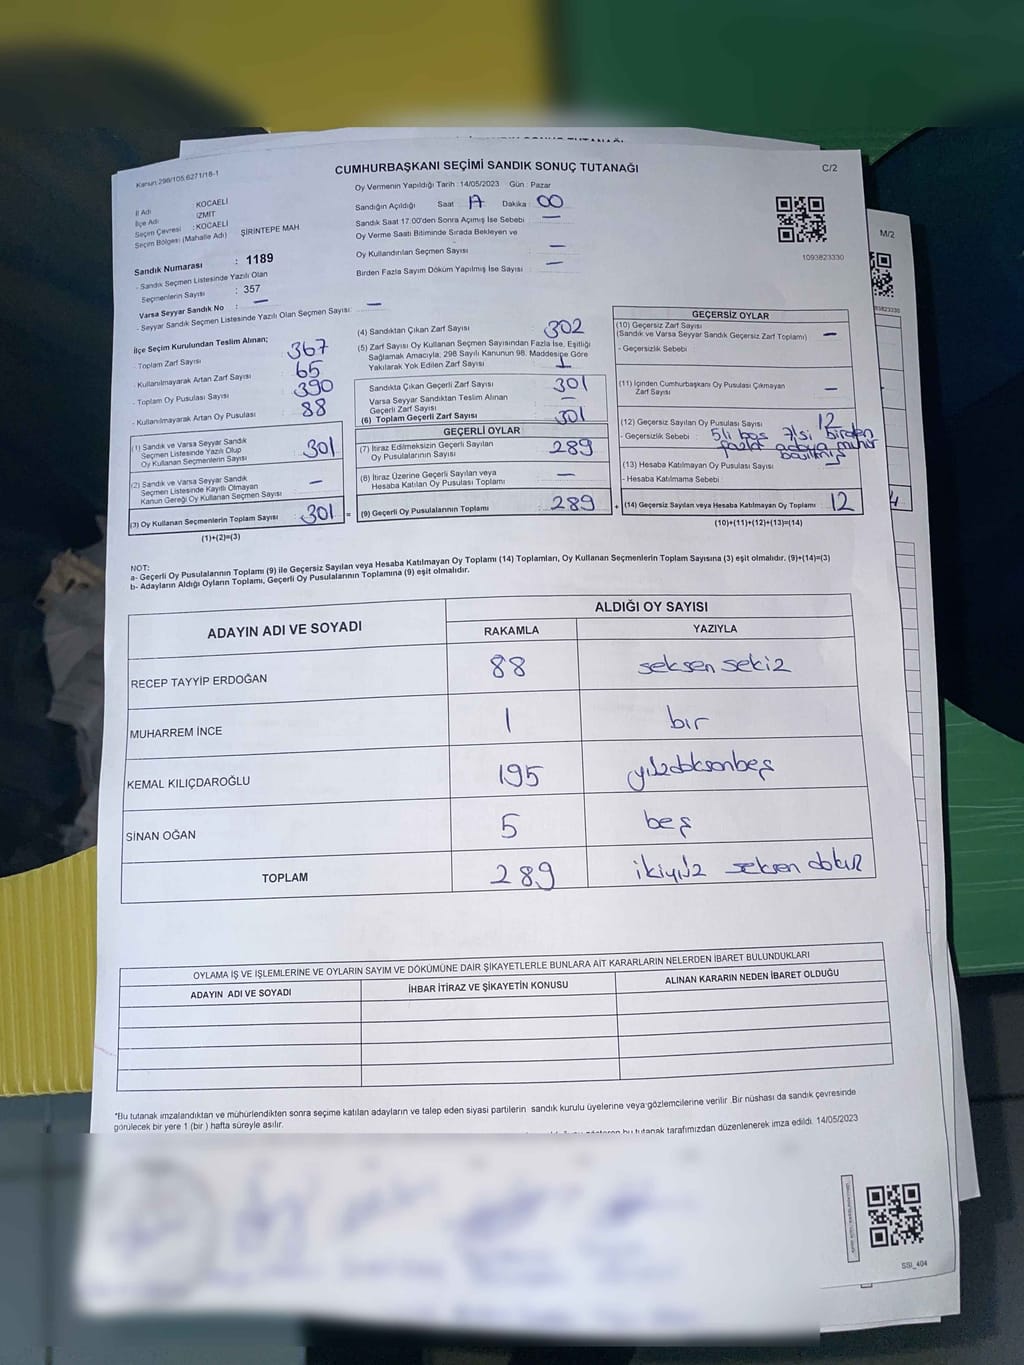 CUMHURBAŞKANI SEÇİMİ SANDIK SONUÇ TUTANAĞI
C/2
Kanun:298/105,6271/18-1
Oy Vermenin Yapıldığı Tarih :14/05/2023 Gün : Pazar
Sandığın Açıldığı Saat 17 Dakika 00
Sandık Saat 17:00'den Sonra Açımış İse Sebebi —
Oy Verme Saati Bitiminde Sırada Bekleyen ve
Oy Kullandırılan Seçmen Sayısı —
Birden Fazla Sayım Döküm Yapılmış İse Sayısı —
1093823330
M/2
İl Adı KOCAELİ
İlçe Adı İZMİT
Seçim Çevresi : KOCAELİ
Seçim Bölgesi (Mahalle Adı) ŞİRİNTEPE MAH
Sandık Numarası : 1189
- Sandık Seçmen Listesinde Yazılı Olan
Seçmenlerin Sayısı : 357
Varsa Seyyar Sandık No : —
- Seyyar Sandık Seçmen Listesinde Yazılı Olan Seçmen Sayısı: —
İlçe Seçim Kurulundan Teslim Alınan;
- Toplam Zarf Sayısı 367
- Kullanılmayarak Artan Zarf Sayısı 65
- Toplam Oy Pusulası 390
- Kullanılmayarak Artan Oy Pusulası 88
(1) Sandık ve Varsa Seyyar Sandık
Seçmen Listesinde Yazılı Olup
Oy Kullanan Seçmenlerin Sayısı 301
(2) Sandık ve Varsa Seyyar Sandık
Seçmen Listesinde Kayıtlı Olmayan
Kanun Gereği Oy Kullanan Seçmen Sayısı —
(3) Oy Kullanan Seçmenlerin Toplam Sayısı 301 =
(1)+(2)=(3)
(4) Sandıktan Çıkan Zarf Sayısı 302
(5) Zarf Sayısı Oy Kullanan Seçmen Sayısından Fazla İse, Eşitliği
Sağlamak Amacıyla; 298 Sayılı Kanunun 98. Maddesine Göre
Yakılarak Yok Edilen Zarf Sayısı 1
Sandıkta Çıkan Geçerli Zarf Sayısı 301
Varsa Seyyar Sandıktan Teslim Alınan
Geçerli Zarf Sayısı —
(6) Toplam Geçerli Zarf Sayısı 301
GEÇERLİ OYLAR
(7) İtiraz Edilmeksizin Geçerli Sayılan
Oy Pusulalarının Sayısı 289
(8) İtiraz Üzerine Geçerli Sayılan veya
Hesaba Katılan Oy Pusulası Toplamı —
(9) Geçerli Oy Pusulalarının Toplamı : 289 +
GEÇERSİZ OYLAR
(10) Geçersiz Zarf Sayısı
(Sandık ve Varsa Seyyar Sandık Geçersiz Zarf Toplamı) —
- Geçersizlik Sebebi
(11) İçinden Cumhurbaşkanı Oy Pusulası Çıkmayan
Zarf Sayısı —
(12) Geçersiz Sayılan Oy Pusulası Sayısı 12
- Geçersizlik Sebebi : 5'li boş 7'si birden
fazla adaya mühür
basılmış
(13) Hesaba Katılmayan Oy Pusulası Sayısı
- Hesaba Katılmama Sebebi
(14) Geçersiz Sayılan veya Hesaba Katılmayan Oy Toplamı : 12
(10)+(11)+(12)+(13)=(14)
NOT:
a- Geçerli Oy Pusulalarının Toplamı (9) ile Geçersiz Sayılan veya Hesaba Katılmayan Oy Toplamı (14) Toplamları, Oy Kullanan Seçmenlerin Toplam Sayısına (3) eşit olmalıdır. (9)+(14)=(3)
b- Adayların Aldığı Oyların Toplamı, Geçerli Oy Pusulalarının Toplamına (9) eşit olmalıdır.
ADAYIN ADI VE SOYADI ALDIĞI OY SAYISI
RAKAMLA YAZIYLA
RECEP TAYYİP ERDOĞAN 88 seksen sekiz
MUHARREM İNCE 1 bir
KEMAL KILIÇDAROĞLU 195 yüzdoksonbeş
SİNAN OĞAN 5 beş
TOPLAM 289 ikiyüz seksen dokuz
OYLAMA İŞ VE İŞLEMLERİNE VE OYLARIN SAYIM VE DÖKÜMÜNE DAİR ŞİKAYETLERLE BUNLARA AİT KARARLARIN NELERDEN İBARET BULUNDUKLARI
ADAYIN ADI VE SOYADI İHBAR İTİRAZ VE ŞİKAYETİN KONUSU ALINAN KARARIN NEDEN İBARET OLDUĞU
*Bu tutanak imzalandıktan ve mühürlendikten sonra seçime katılan adayların ve talep eden siyasi partilerin sandık kurulu üyelerine veya gözlemcilerine verilir. Bir nüshası da sandık çevresinde
görülecek bir yere 1 (bir ) hafta süreyle asılır.
bu tutanak tarafımızdan düzenlenerek imza edildi. 14/05/2023
SSI_404